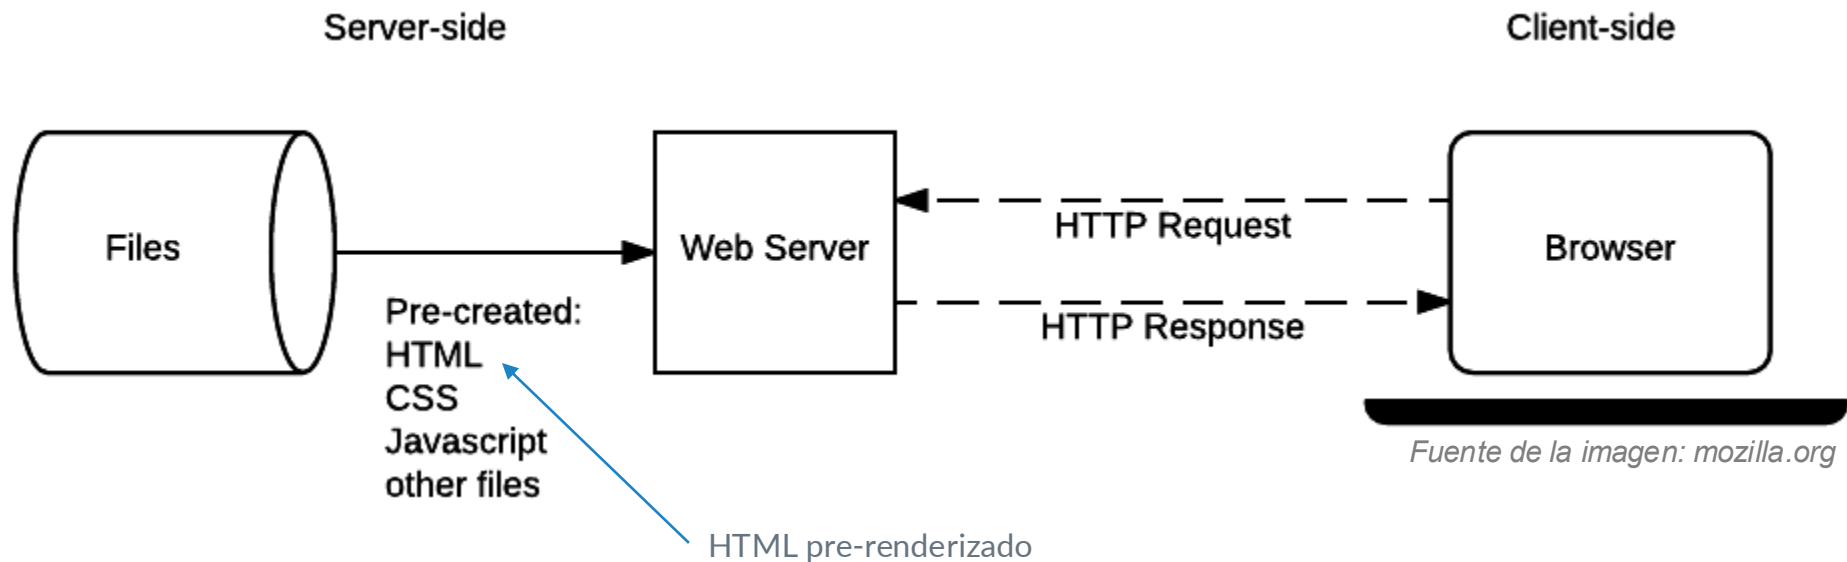 Server-side
Client-side
Files
Web Server
HTTP Request
Browser
HTTP Response
Pre-created:
HTML
CSS
Javascript
other files
Fuente de la imagen: mozilla.org
HTML pre-renderizado